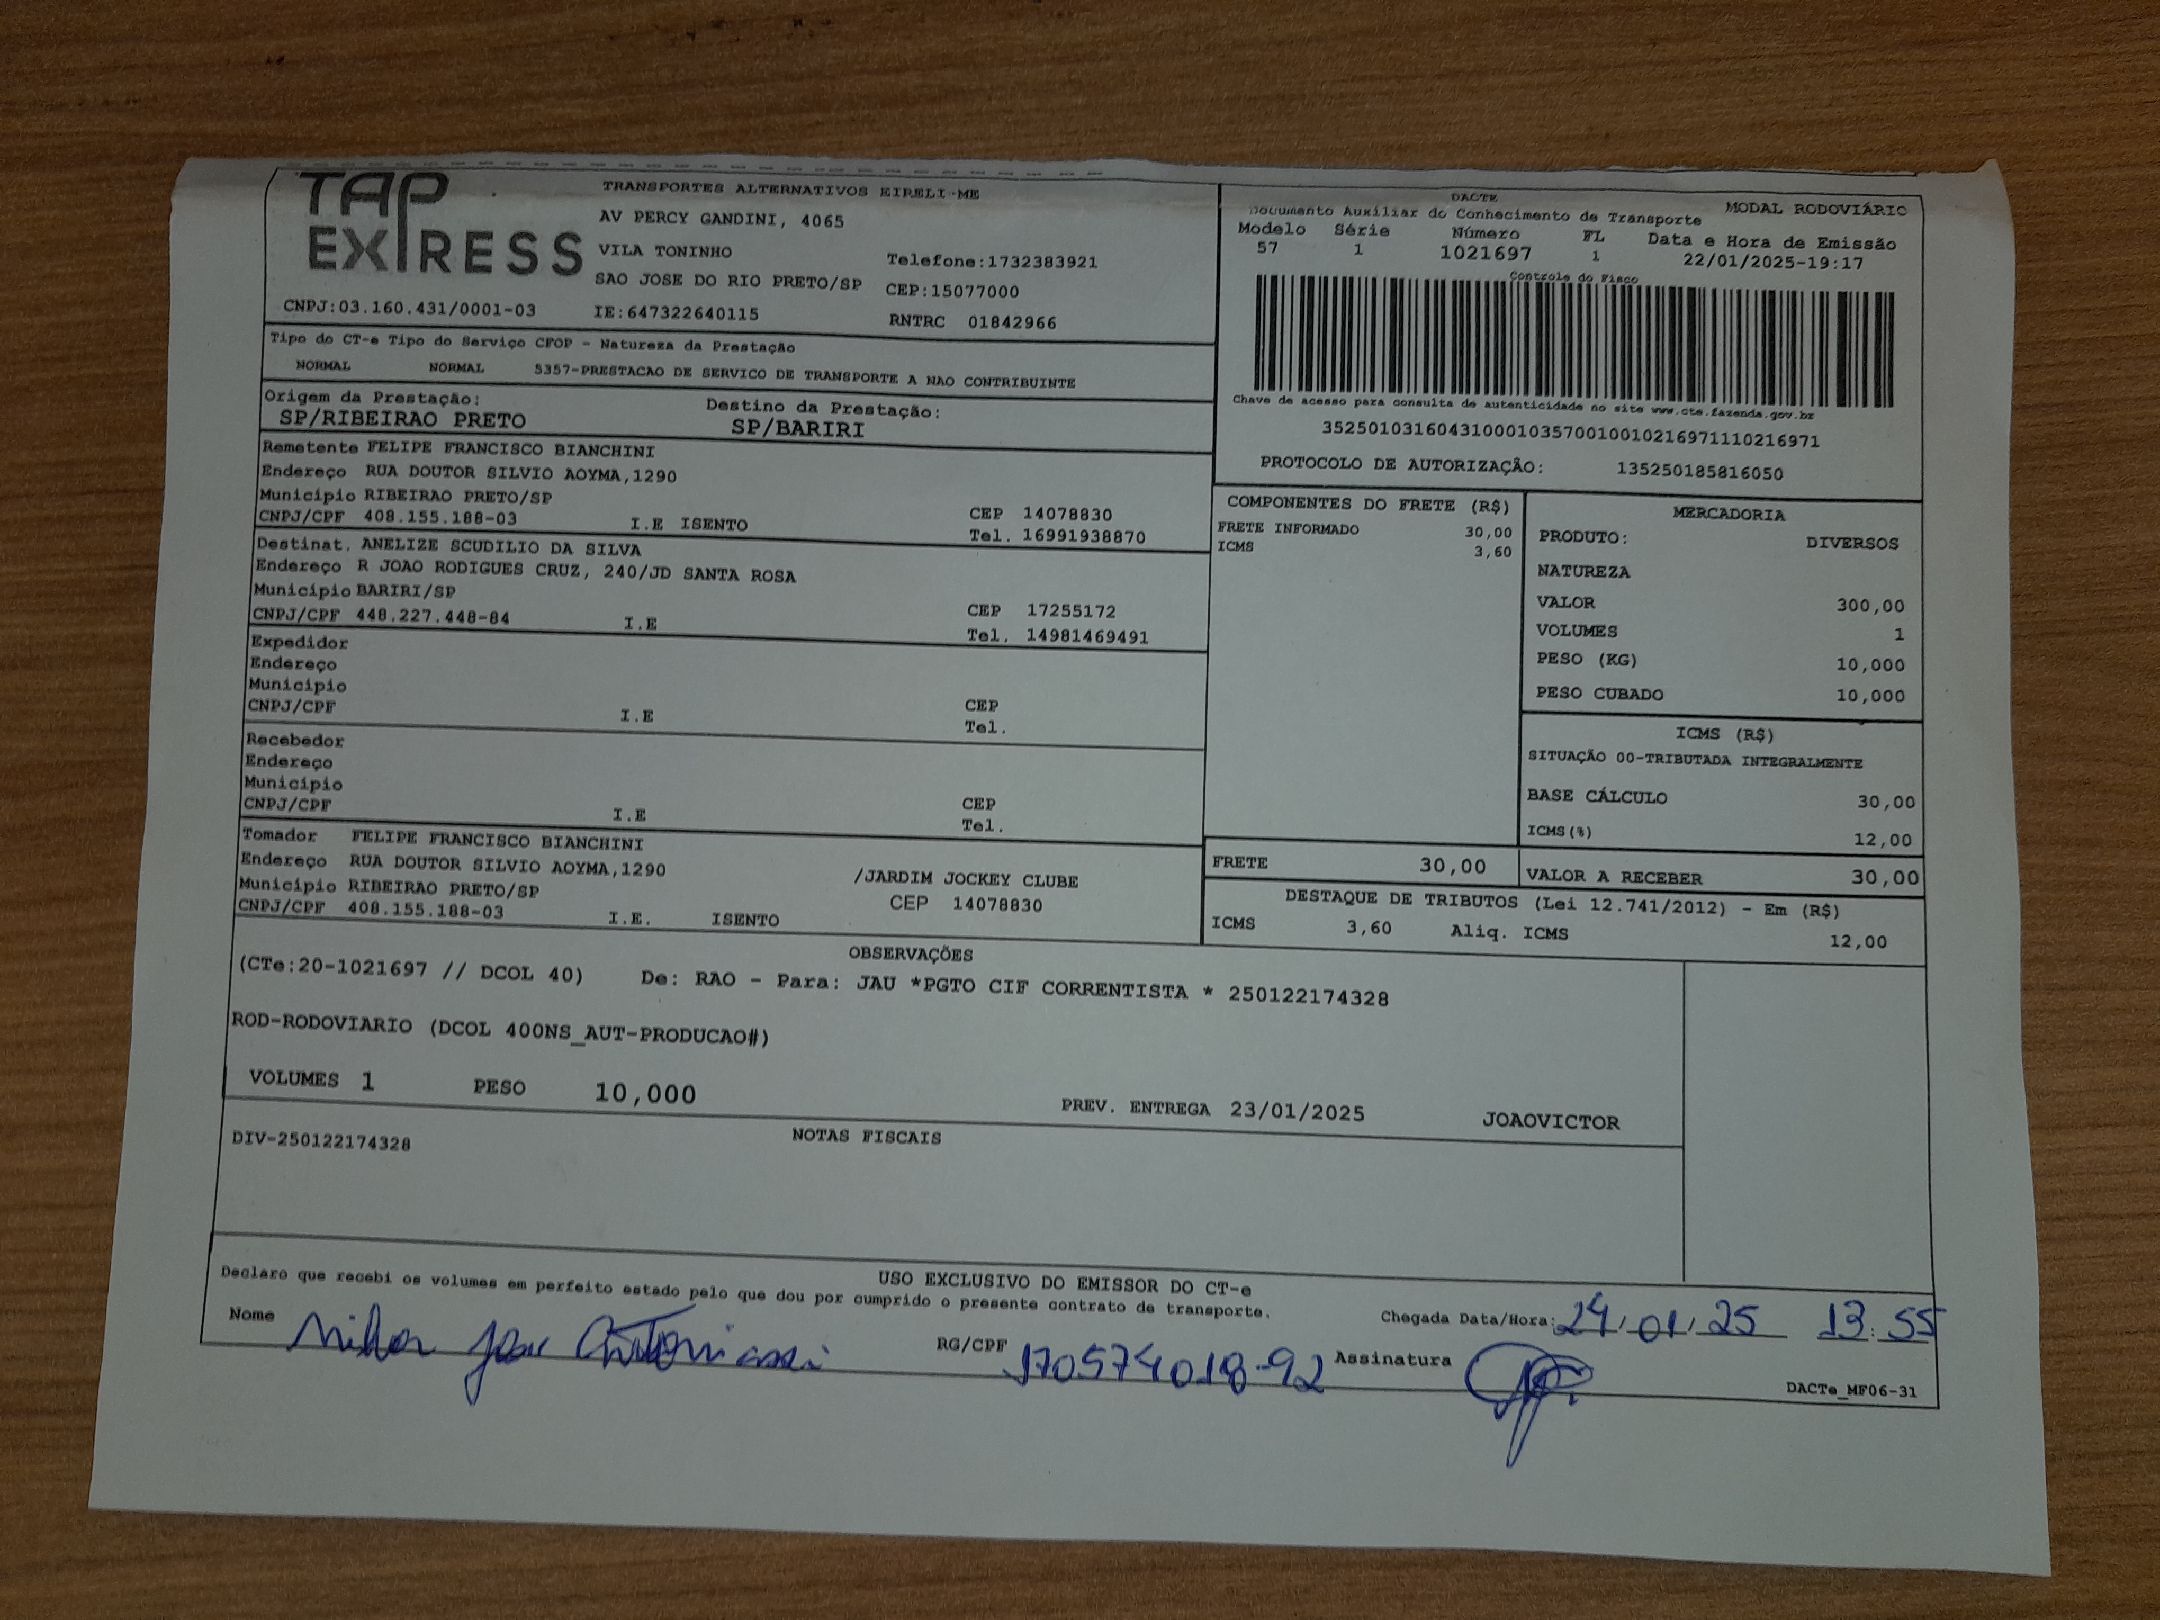 TAP EXPRESS
TRANSPORTES ALTERNATIVOS EIRELI-ME
AV PERCY GANDINI, 4065
VILA TONINHO
Telefone:1732383921
SAO JOSE DO RIO PRETO/SP CEP:15077000
CNPJ:03.160.431/0001-03 IE:647322640115 RNTRC 01842966
DACTE MODAL RODOVIÁRIO
Documento Auxiliar do Conhecimento de Transporte
Modelo Série Número FL Data e Hora de Emissão
57 1 1021697 1 22/01/2025-19:17
Controle do Fisco
Chave de acesso para consulta de autenticidade no site www.cte.fazenda.gov.br
35250103160431000103570010010216971110216971
PROTOCOLO DE AUTORIZAÇÃO: 135250185816050
Tipo do CT-e Tipo do Serviço CFOP - Natureza da Prestação
NORMAL NORMAL 5357-PRESTACAO DE SERVICO DE TRANSPORTE A NAO CONTRIBUINTE
Origem da Prestação: Destino da Prestação:
SP/RIBEIRAO PRETO SP/BARIRI
Remetente FELIPE FRANCISCO BIANCHINI
Endereço RUA DOUTOR SILVIO AOYMA,1290
Município RIBEIRAO PRETO/SP CEP 14078830
CNPJ/CPF 408.155.188-03 I.E ISENTO Tel. 16991938870
Destinat. ANELIZE SCUDILIO DA SILVA
Endereço R JOAO RODIGUES CRUZ, 240/JD SANTA ROSA
Município BARIRI/SP CEP 17255172
CNPJ/CPF 448.227.448-84 I.E Tel. 14981469491
Expedidor
Endereço
Município CEP
CNPJ/CPF I.E Tel.
Recebedor
Endereço
Município CEP
CNPJ/CPF I.E Tel.
Tomador FELIPE FRANCISCO BIANCHINI
Endereço RUA DOUTOR SILVIO AOYMA,1290 /JARDIM JOCKEY CLUBE
Município RIBEIRAO PRETO/SP CEP 14078830
CNPJ/CPF 408.155.188-03 I.E. ISENTO
COMPONENTES DO FRETE (R$)
FRETE INFORMADO 30,00
ICMS 3,60
MERCADORIA
PRODUTO: DIVERSOS
NATUREZA
VALOR 300,00
VOLUMES 1
PESO (KG) 10,000
PESO CUBADO 10,000
ICMS (R$)
SITUAÇÃO 00-TRIBUTADA INTEGRALMENTE
BASE CÁLCULO 30,00
ICMS(%) 12,00
FRETE 30,00 VALOR A RECEBER 30,00
DESTAQUE DE TRIBUTOS (Lei 12.741/2012) - Em (R$)
ICMS 3,60 Aliq. ICMS 12,00
OBSERVAÇÕES
(CTe:20-1021697 // DCOL 40) De: RAO - Para: JAU *PGTO CIF CORRENTISTA * 250122174328
ROD-RODOVIARIO (DCOL 400NS_AUT-PRODUCAO#)
VOLUMES 1 PESO 10,000 PREV. ENTREGA 23/01/2025 JOAOVICTOR
NOTAS FISCAIS
DIV-250122174328
USO EXCLUSIVO DO EMISSOR DO CT-e
Declaro que recebi os volumes em perfeito estado pelo que dou por cumprido o presente contrato de transporte.
Chegada Data/Hora: 24/01/25 13:55
Nome RG/CPF 170574018-92 Assinatura
DACTe_MF06-31